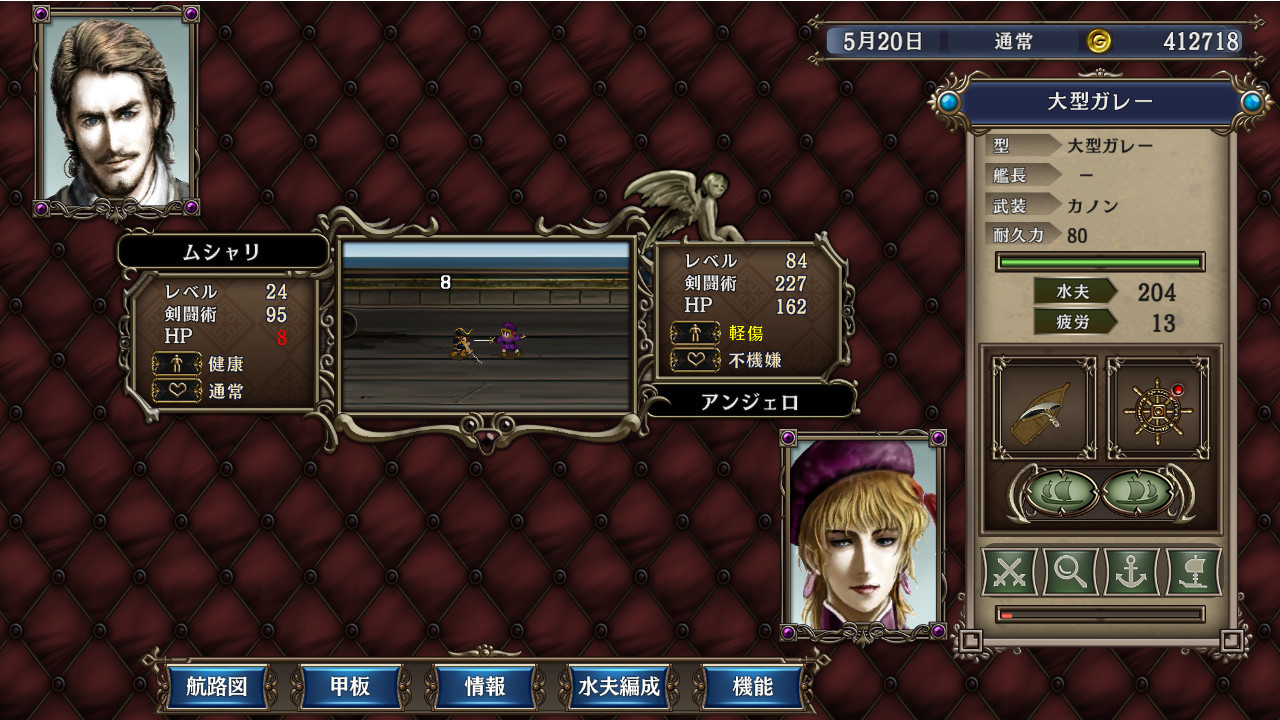 5月20日 通常 G 412718
大型ガレー
型 大型ガレー
艦長 －
武装 カノン
耐久力 80
水夫 204
疲労 13
ムシャリ
レベル 24
剣闘術 95
HP 8
健康
通常
8
レベル 84
剣闘術 227
HP 162
軽傷
不機嫌
アンジェロ
航路図 甲板 情報 水夫編成 機能